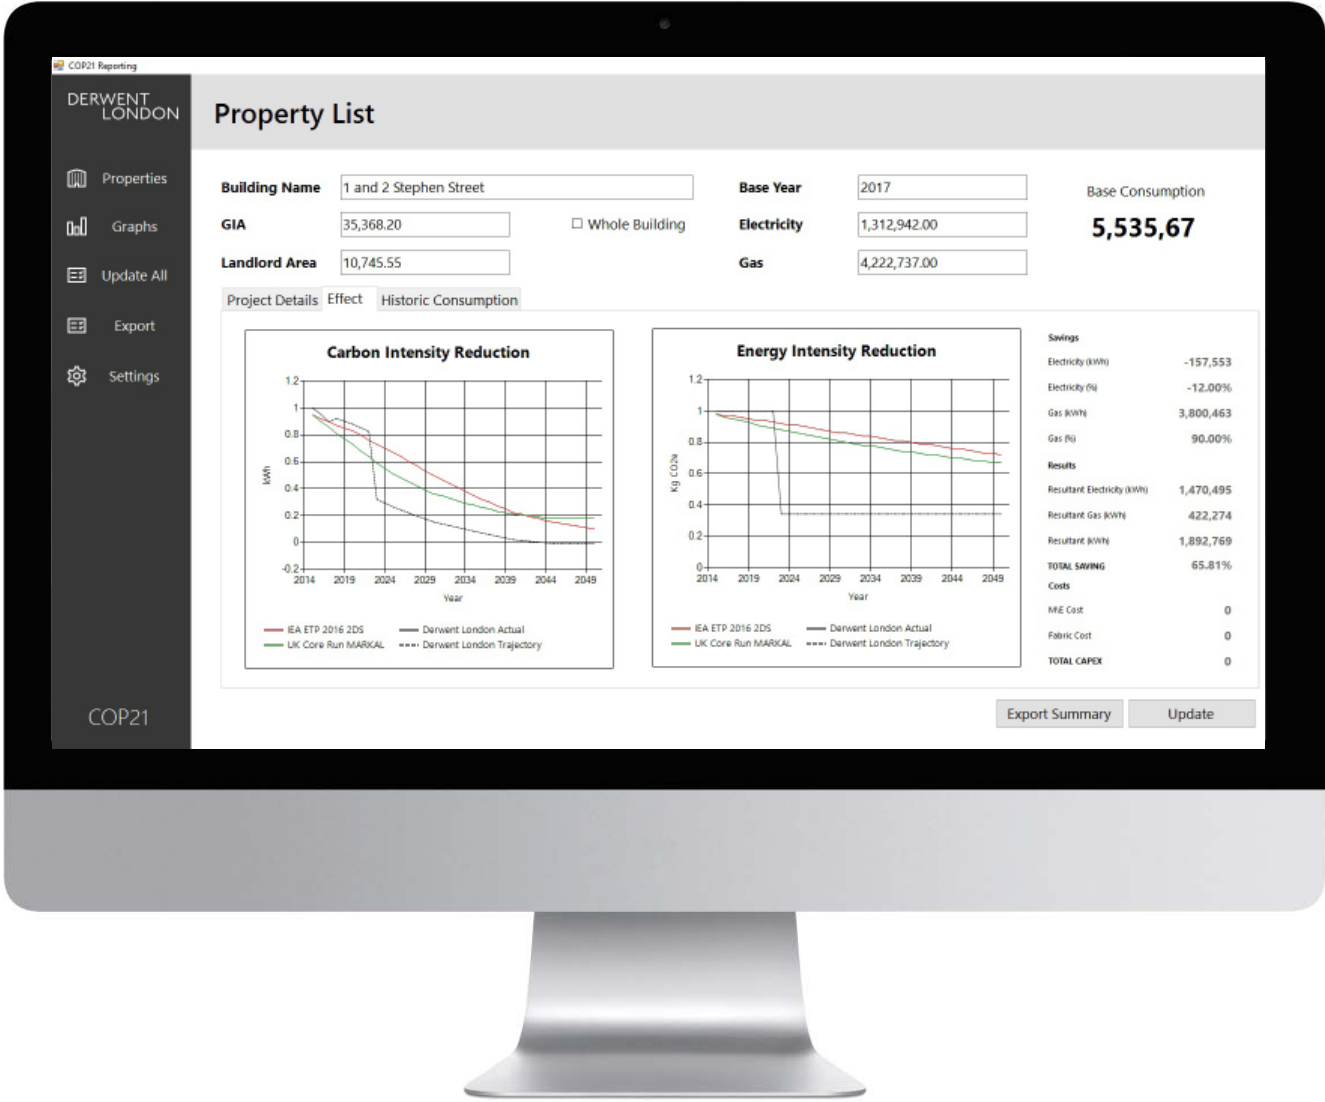 COP21 Reporting
DERWENT
LONDON
Property List
Properties
Graphs
Update All
Export
Settings
COP21
Building Name 1 and 2 Stephen Street
GIA 35,368.20 Whole Building
Landlord Area 10,745.55
Base Year 2017
Electricity 1,312,942.00
Gas 4,222,737.00
Base Consumption
5,535,67
Project Details Effect Historic Consumption
Carbon Intensity Reduction
1.2
1
0.8
0.6
0.4
0.2
0
-0.2
kWh
2014 2019 2024 2029 2034 2039 2044 2049
Year
IEA ETP 2016 2DS Derwent London Actual
UK Core Run MARKAL Derwent London Trajectory
Energy Intensity Reduction
1.2
1
0.8
0.6
0.4
0.2
0
Kg CO2e
2014 2019 2024 2029 2034 2039 2044 2049
Year
IEA ETP 2016 2DS Derwent London Actual
UK Core Run MARKAL Derwent London Trajectory
Savings
Electricity (kWh) -157,553
Electricity (%) -12.00%
Gas (kWh) 3,800,463
Gas (%) 90.00%
Results
Resultant Electricity (kWh) 1,470,495
Resultant Gas (kWh) 422,274
Resultant (kWh) 1,892,769
TOTAL SAVING 65.81%
Costs
M\E Cost 0
Fabric Cost 0
TOTAL CAPEX 0
Export Summary Update